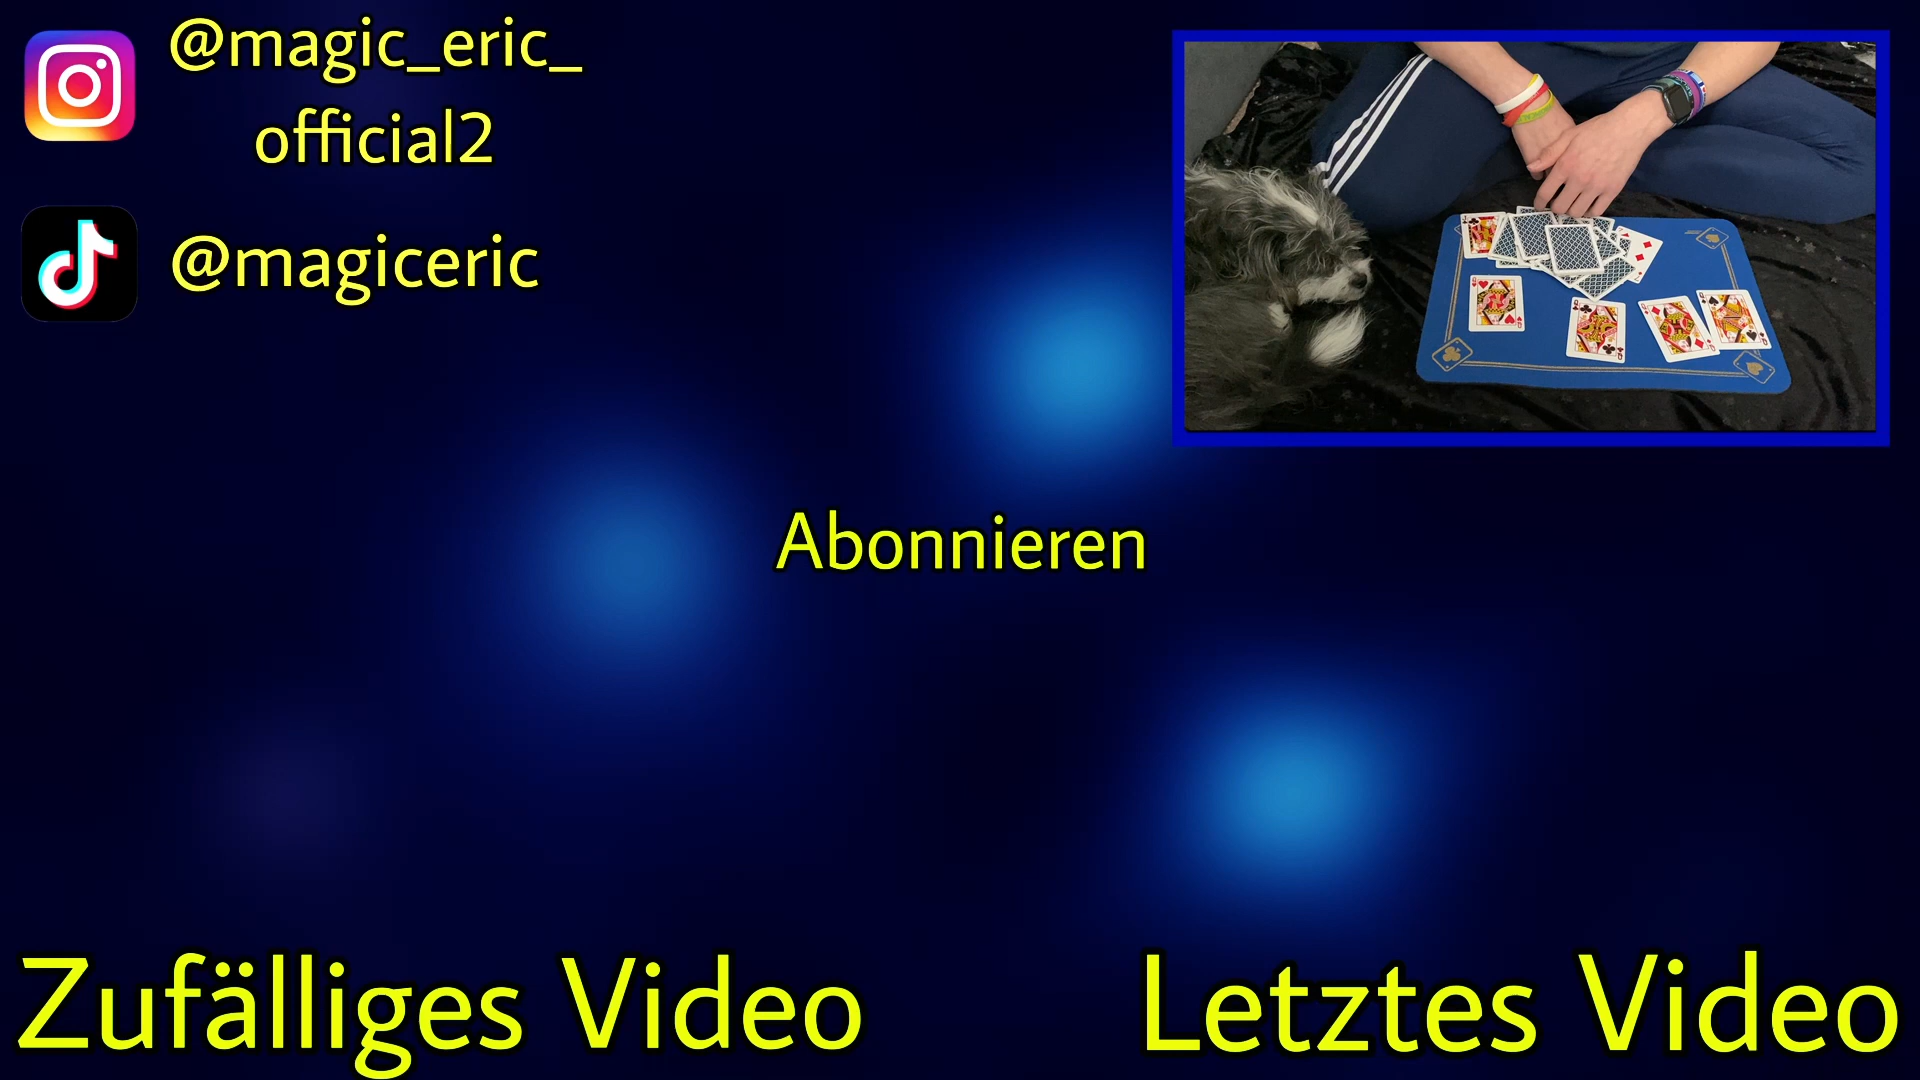 @magic_eric_
official2
@magiceric
Abonnieren
Zufälliges Video
Letztes Video